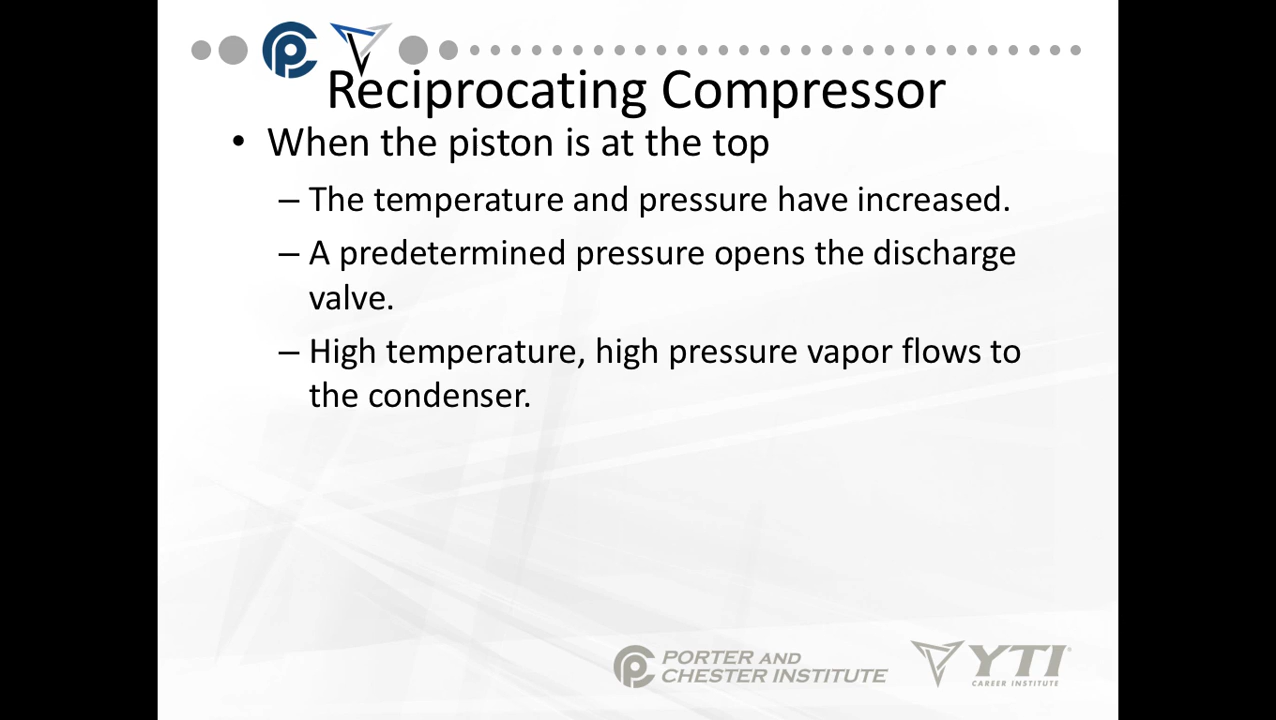 Reciprocating Compressor
• When the piston is at the top
– The temperature and pressure have increased.
– A predetermined pressure opens the discharge
valve.
– High temperature, high pressure vapor flows to
the condenser.
PORTER AND
CHESTER INSTITUTE
YTI®
CAREER INSTITUTE